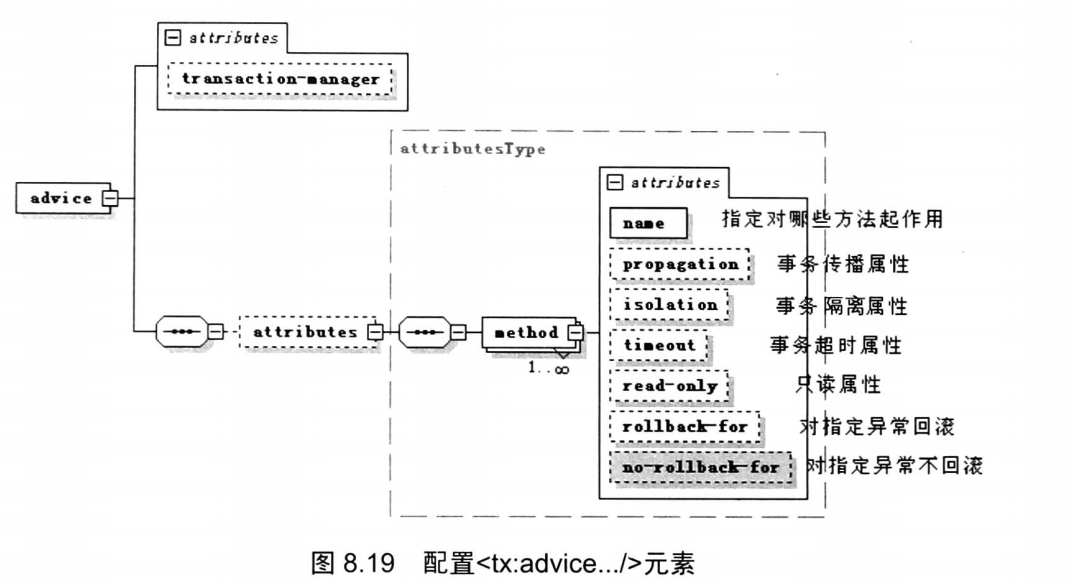 attributes
transaction-manager
attributesType
attributes
advice
name 指定对哪些方法起作用
propagation 事务传播属性
isolation 事务隔离属性
attributes
method
timeout 事务超时属性
1..∞
read-only 只读属性
rollback-for 对指定异常回滚
no-rollback-for 对指定异常不回滚
图 8.19 配置<tx:advice.../>元素